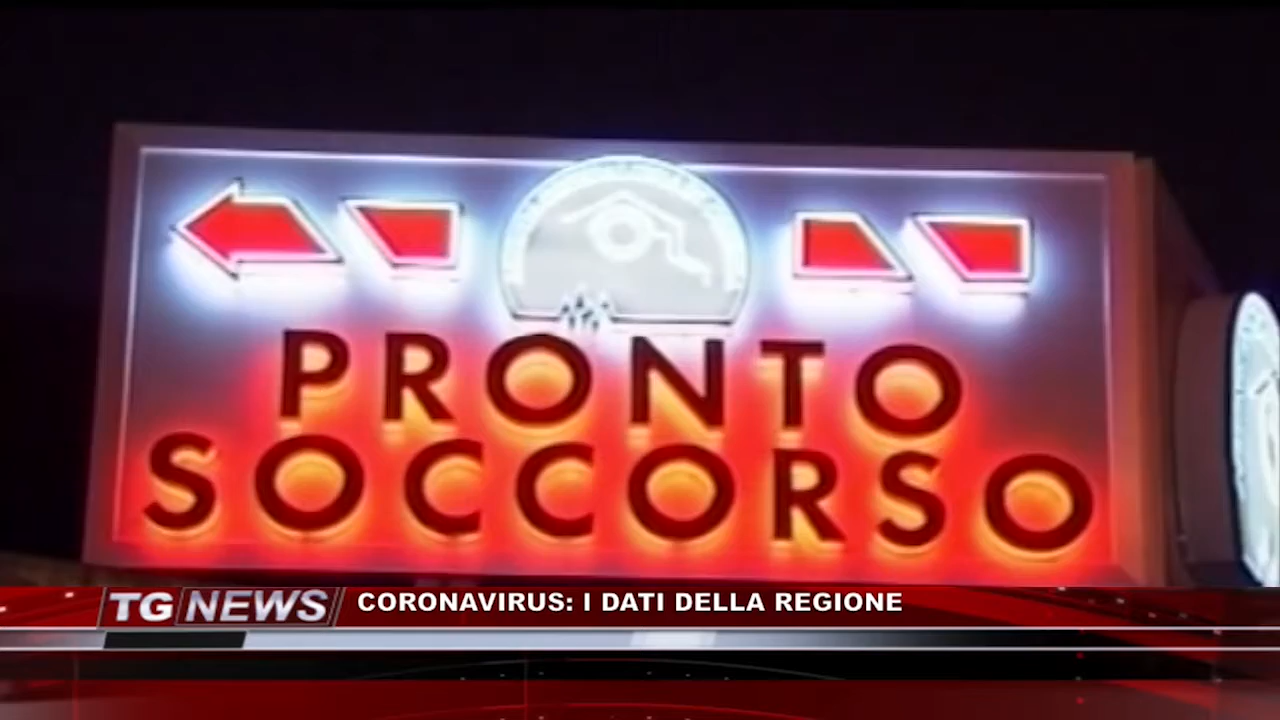 PRONTO
SOCCORSO
TG NEWS CORONAVIRUS: I DATI DELLA REGIONE